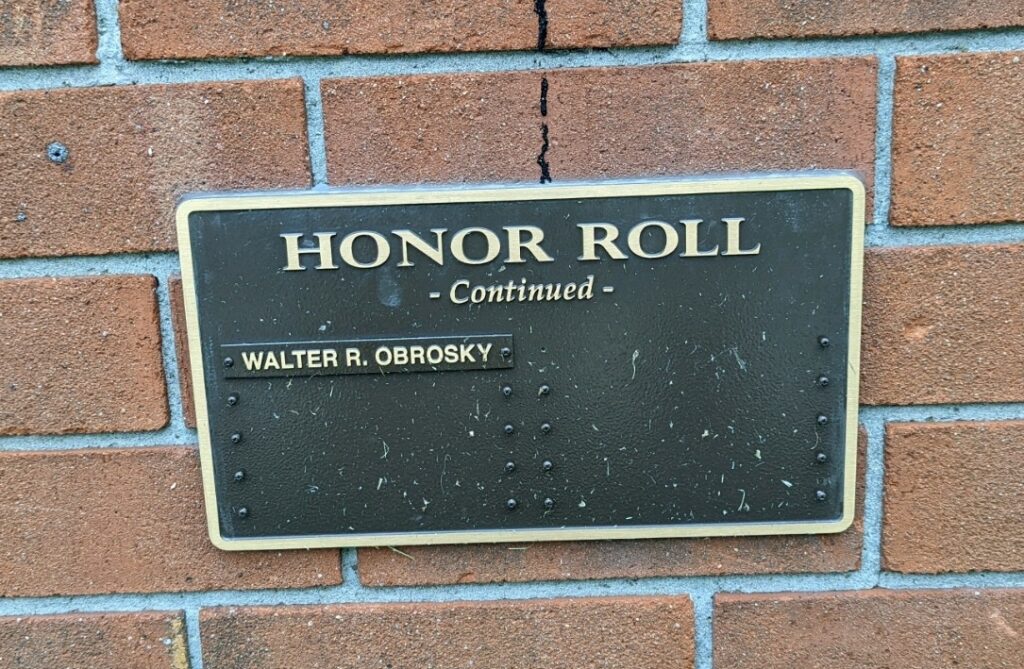 HONOR ROLL
- Continued -
WALTER R. OBROSKY